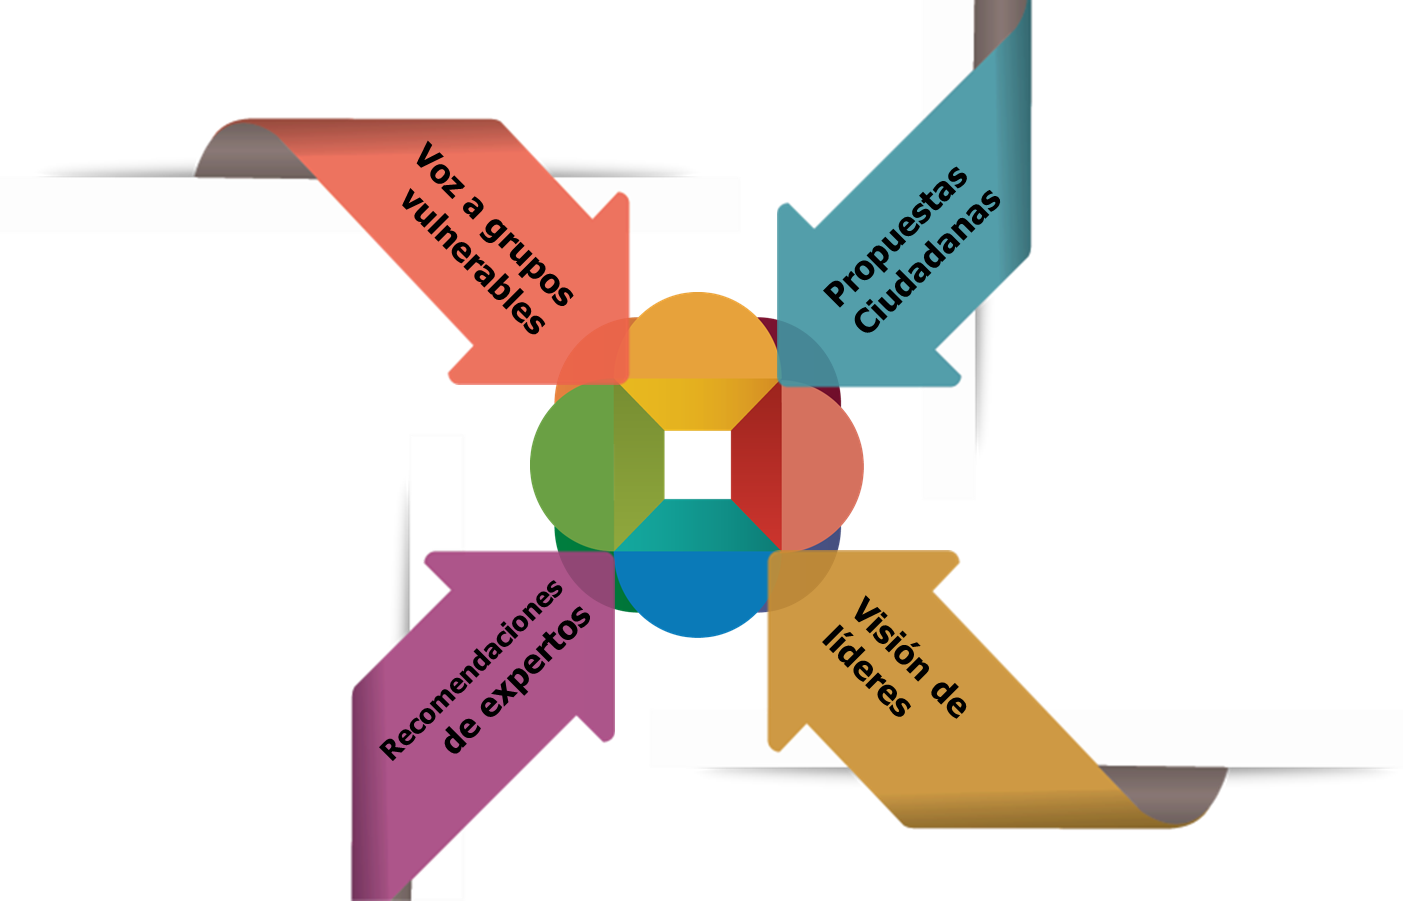 Voz a grupos
vulnerables
Propuestas
Ciudadanas
Recomendaciones
de expertos
Visión de
líderes